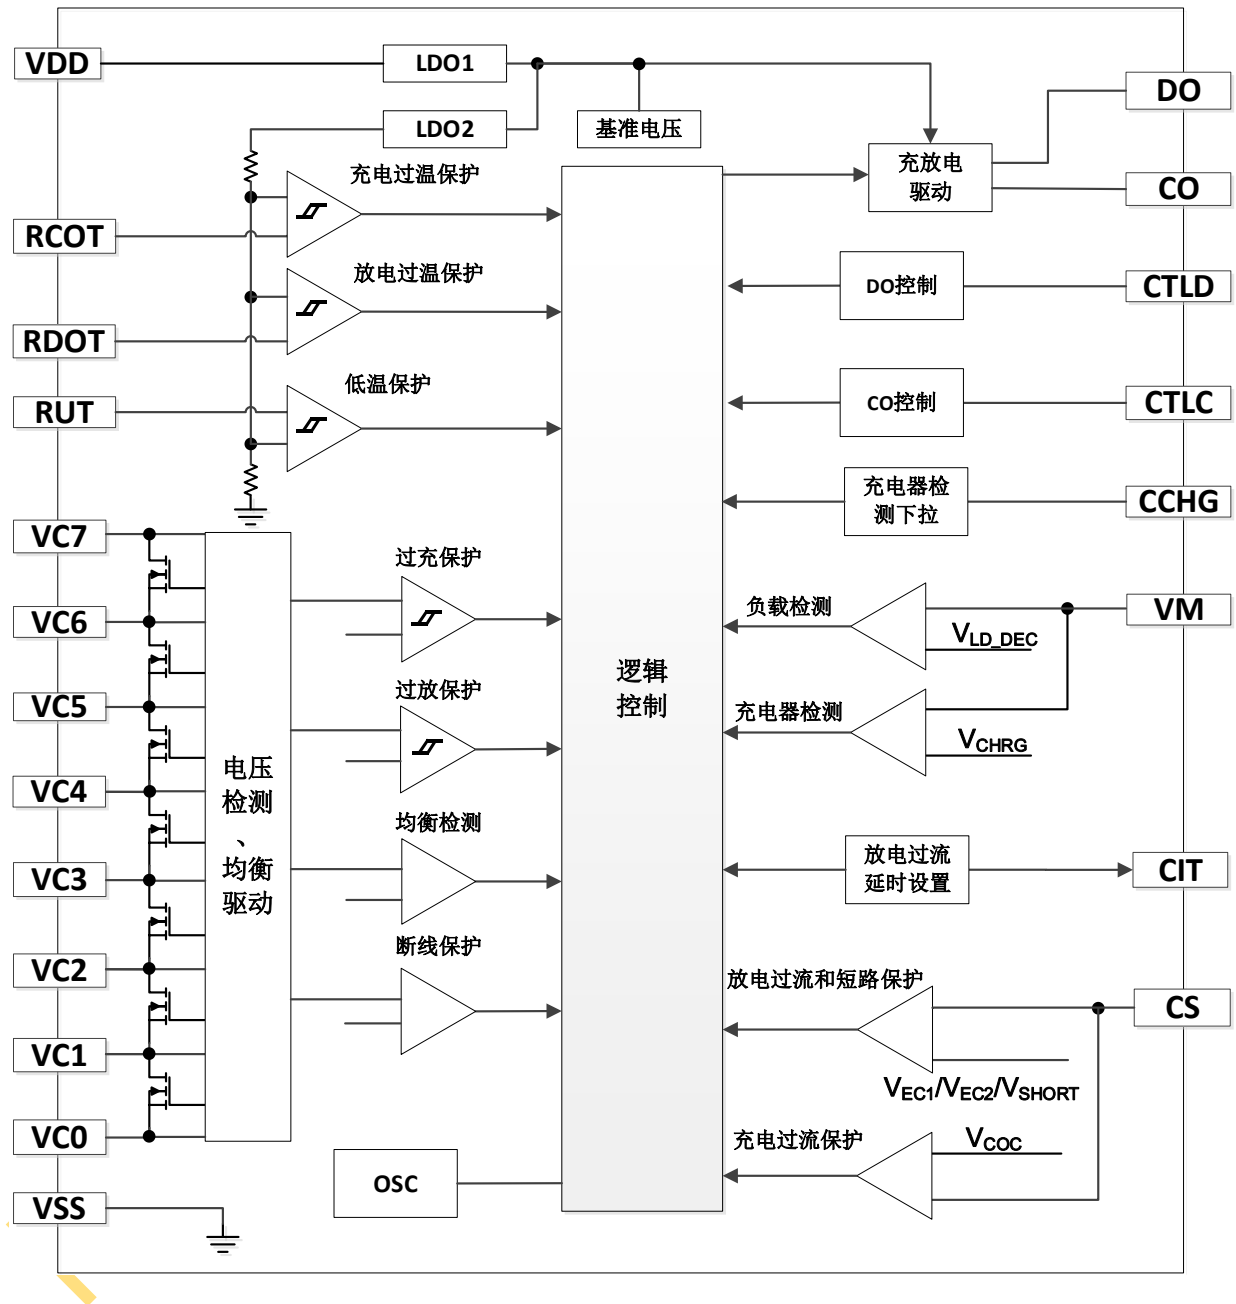 VDD
LDO1
DO
LDO2
基准电压
充放电
驱动
CO
充电过温保护
RCOT
放电过温保护
DO控制
CTLD
RDOT
低温保护
RUT
CO控制
CTLC
充电器检
测下拉
CCHG
VC7
过充保护
负载检测
VM
VC6
VLD_DEC
逻辑
控制
过放保护
VC5
充电器检测
VCHRG
电压
检测
、
均衡
驱动
VC4
均衡检测
放电过流
延时设置
CIT
VC3
断线保护
VC2
放电过流和短路保护
CS
VC1
VEC1/VEC2/VSHORT
VC0
充电过流保护
VCOC
OSC
VSS